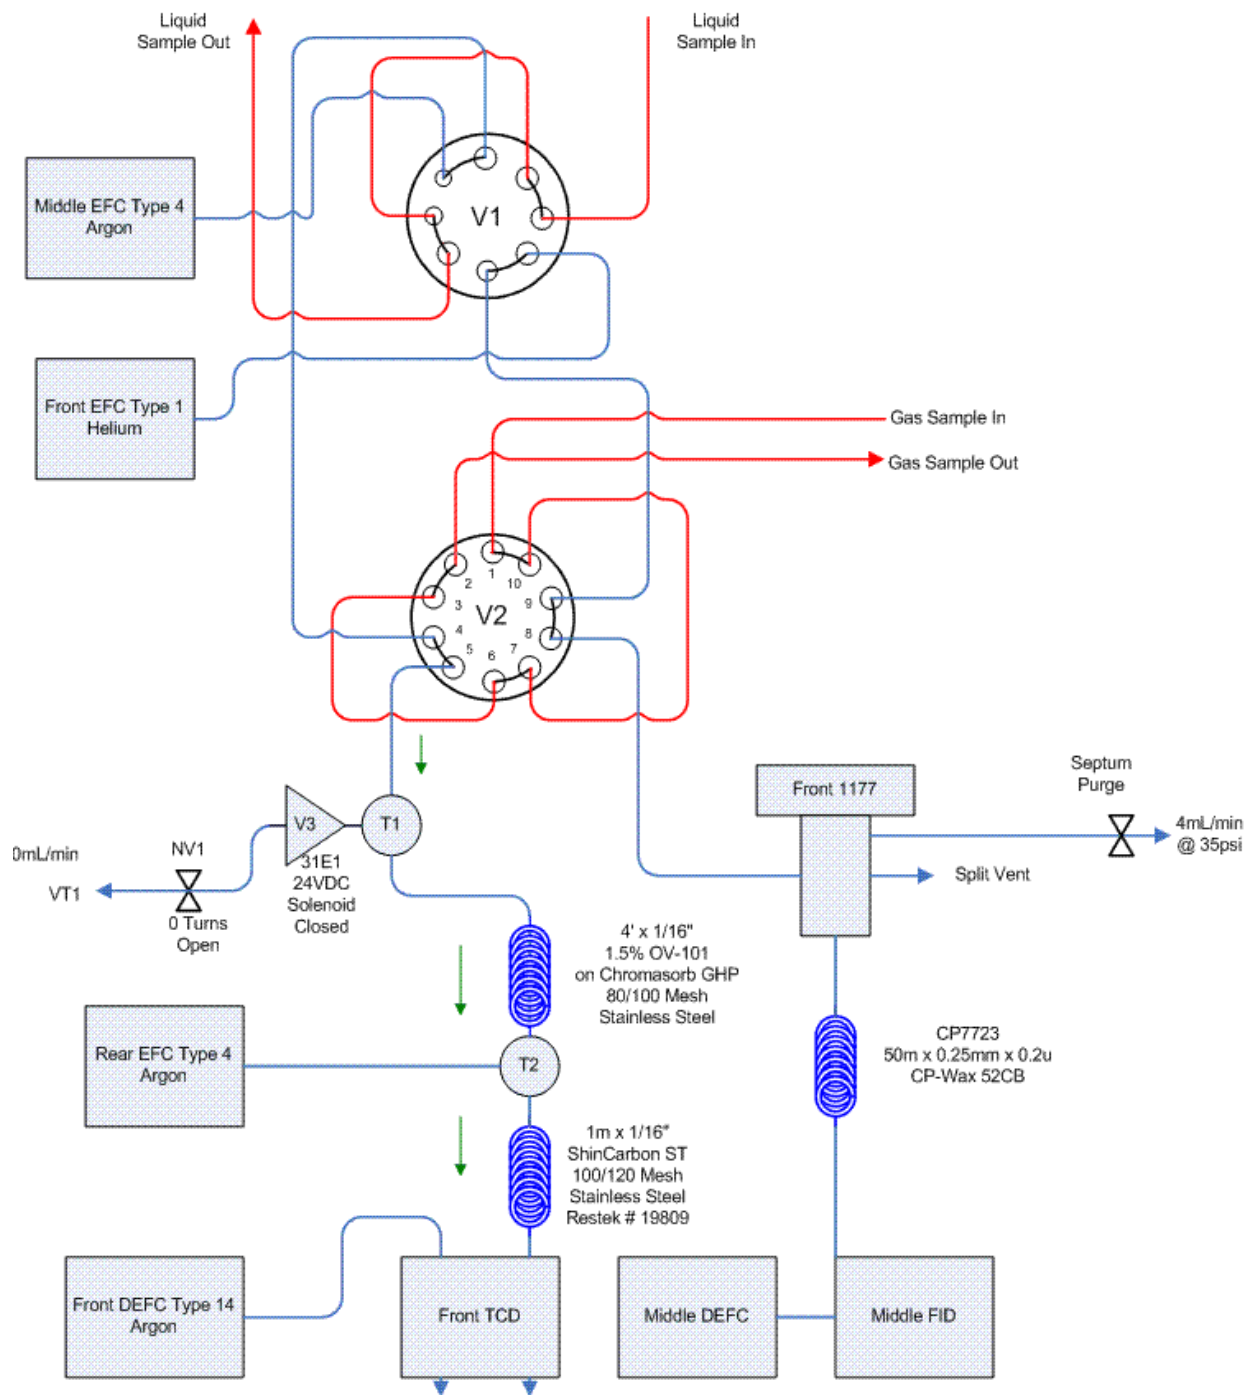 Liquid
Sample Out
Liquid
Sample In
Middle EFC Type 4
Argon
V1
Front EFC Type 1
Helium
Gas Sample In
Gas Sample Out
1
2
10
3
9
V2
4
8
5
7
6
Front 1177
Septum
Purge
4mL/min
@ 35psi
Split Vent
V3
T1
0mL/min
NV1
VT1
0 Turns
Open
31E1
24VDC
Solenoid
Closed
4' x 1/16"
1.5% OV-101
on Chromasorb GHP
80/100 Mesh
Stainless Steel
Rear EFC Type 4
Argon
T2
CP7723
50m x 0.25mm x 0.2u
CP-Wax 52CB
1m x 1/16"
ShinCarbon ST
100/120 Mesh
Stainless Steel
Restek # 19809
Front DEFC Type 14
Argon
Front TCD
Middle DEFC
Middle FID